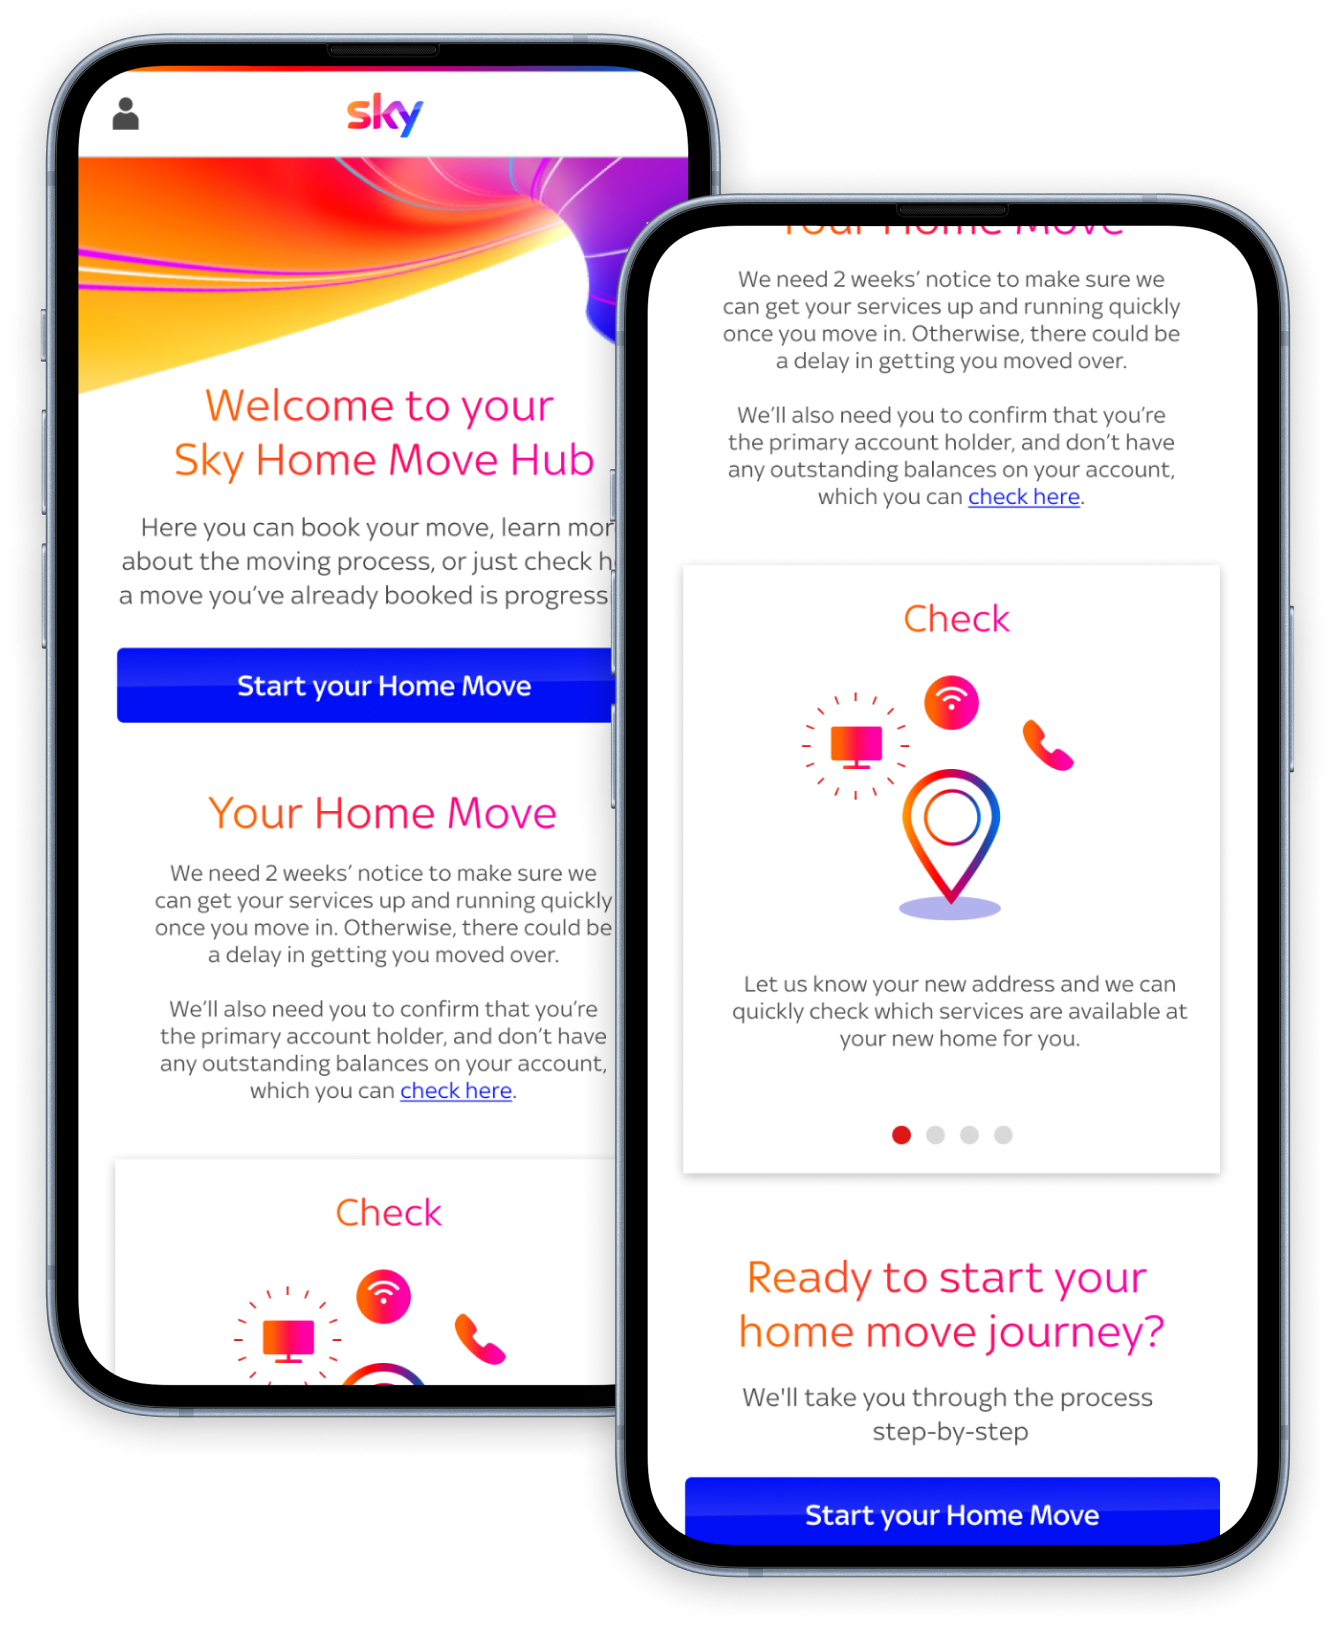 sky
Welcome to your
Sky Home Move Hub
Here you can book your move, learn
about the moving process, or just check
a move you've already booked is
Start your Home Move
Your Home Move
We need 2 weeks' notice to make sure we
can get your services up and running quickly
once you move in. Otherwise, there could be
a delay in getting you moved over.
We'll also need you to confirm that you're
the primary account holder, and don't have
any outstanding balances on your account,
which you can check here.
Check
Your Home Move
We need 2 weeks' notice to make sure we
can get your services up and running quickly
once you move in. Otherwise, there could be
a delay in getting you moved over.
We'll also need you to confirm that you're
the primary account holder, and don't have
any outstanding balances on your account,
which you can check here.
Check
Let us know your new address and we can
quickly check which services are available at
your new home for you.
Ready to start your
home move journey?
We'll take you through the process
step-by-step
Start your Home Move